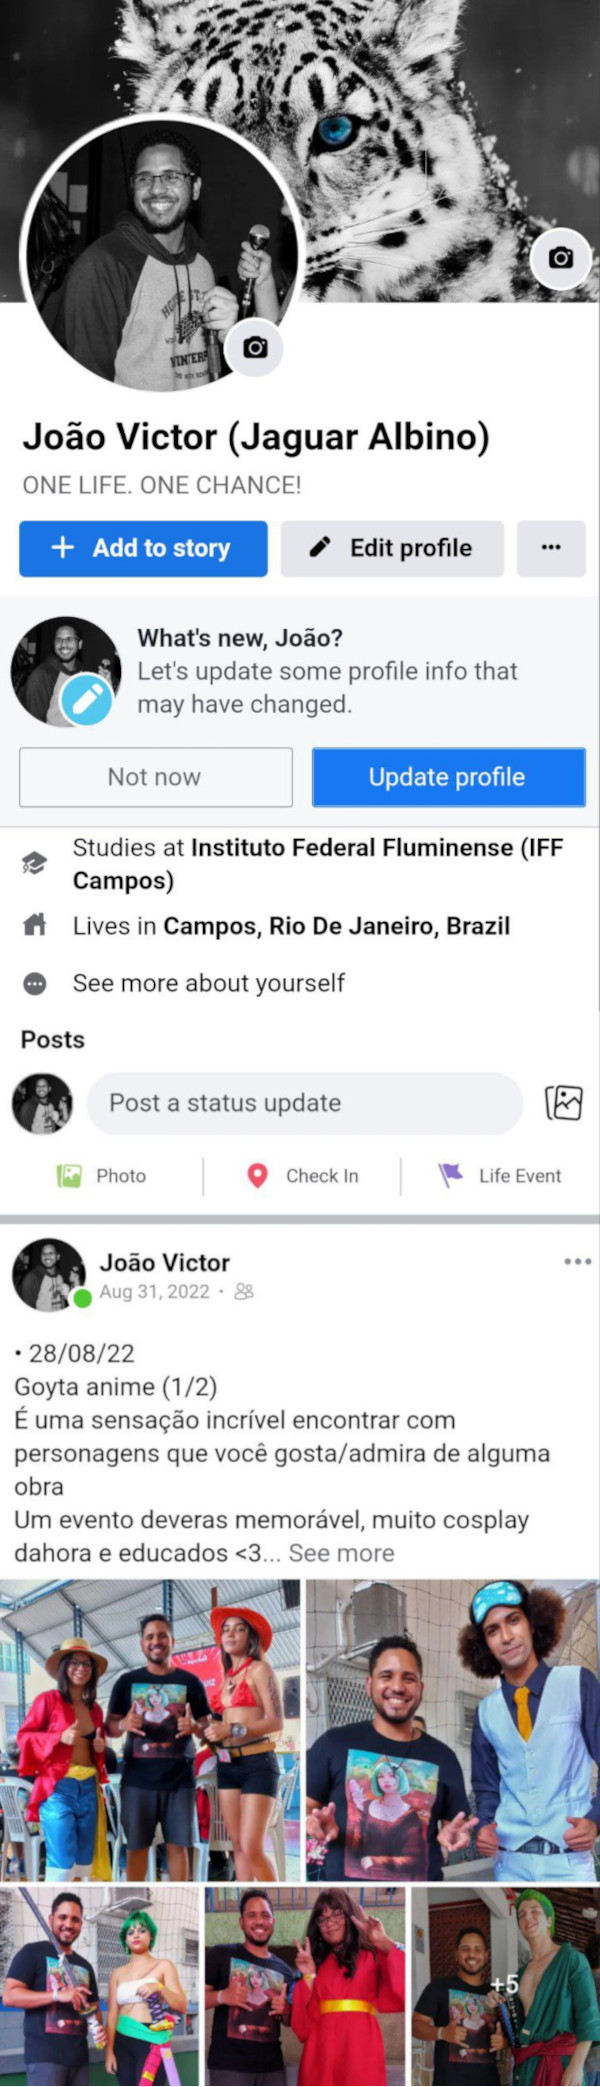 HOUSE ST
WINTER
João Victor (Jaguar Albino)
ONE LIFE. ONE CHANCE!
Add to story
Edit profile
What's new, João?
Let's update some profile info that
may have changed.
Not now
Update profile
Studies at Instituto Federal Fluminense (IFF
Campos)
Lives in Campos, Rio De Janeiro, Brazil
See more about yourself
Posts
Post a status update
Photo
Check In
Life Event
João Victor
Aug 31, 2022 ·
• 28/08/22
Goyta anime (1/2)
É uma sensação incrível encontrar com
personagens que você gosta/admira de alguma
obra
Um evento deveras memorável, muito cosplay
dahora e educados <3... See more
+5